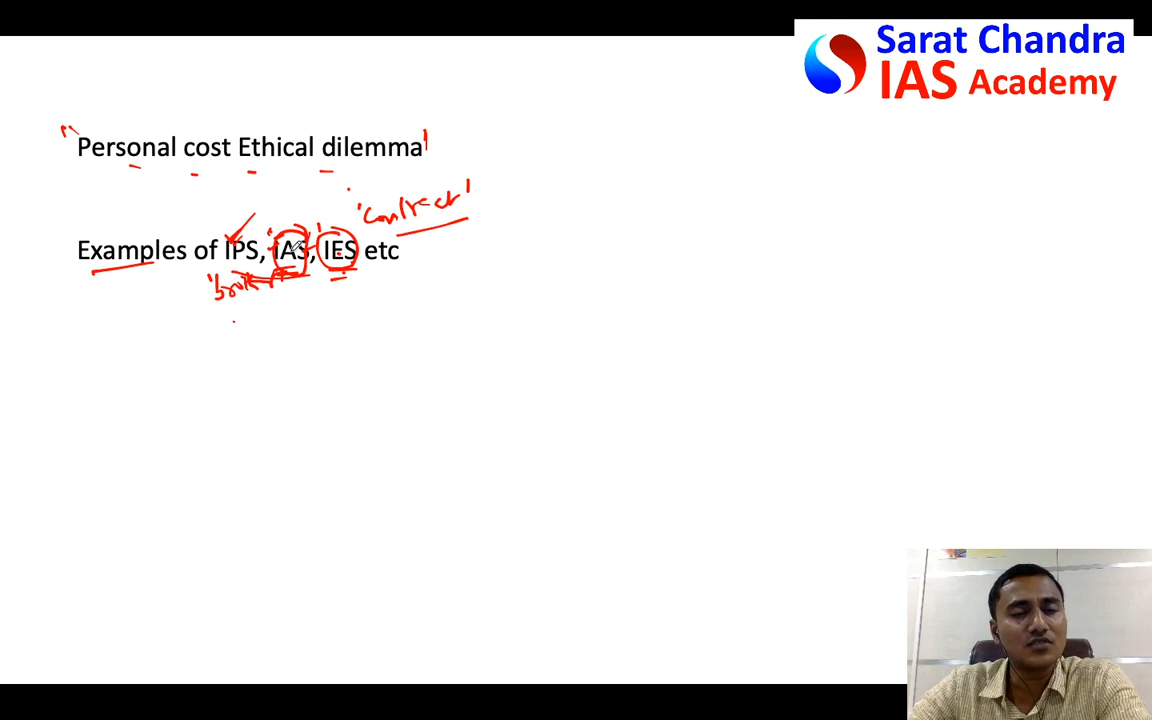 Sarat Chandra
IAS Academy
"Personal cost Ethical dilemma'
'contract'
Examples of IPS, IAS, IES etc